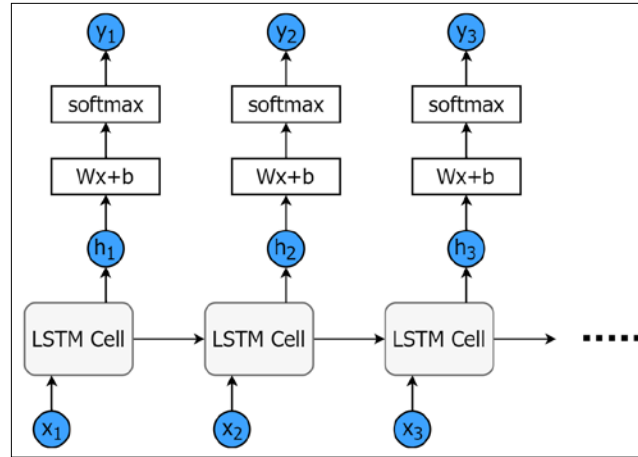 y1 y2 y3
softmax softmax softmax
Wx+b Wx+b Wx+b
h1 h2 h3
LSTM Cell LSTM Cell LSTM Cell
x1 x2 x3